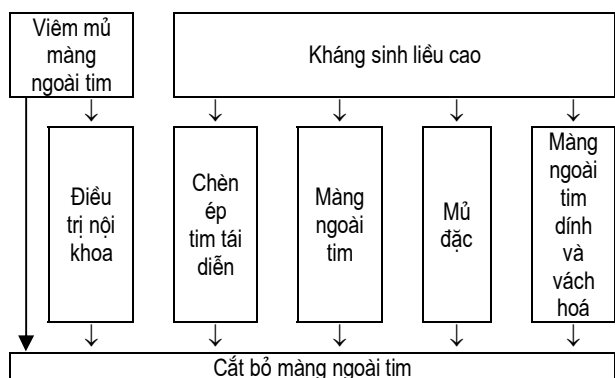 Viêm mủ
màng
ngoài tim
Kháng sinh liều cao
Điều
trị nội
khoa
Chèn
ép
tim tái
diễn
Màng
ngoài
tim
Mủ
đặc
Màng
ngoài
tim
dính
và
vách
hoá
Cắt bỏ màng ngoài tim